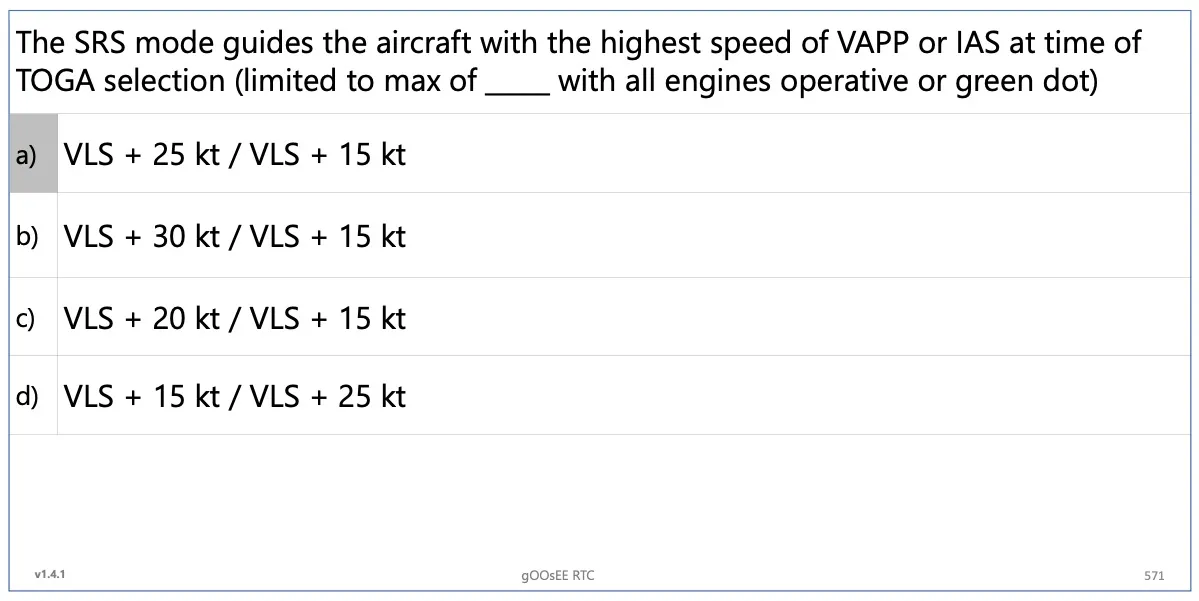 The SRS mode guides the aircraft with the highest speed of VAPP or IAS at time of
TOGA selection (limited to max of _____ with all engines operative or green dot)
a) VLS + 25 kt / VLS + 15 kt
b) VLS + 30 kt / VLS + 15 kt
c) VLS + 20 kt / VLS + 15 kt
d) VLS + 15 kt / VLS + 25 kt
v1.4.1 gOOsEE RTC 571